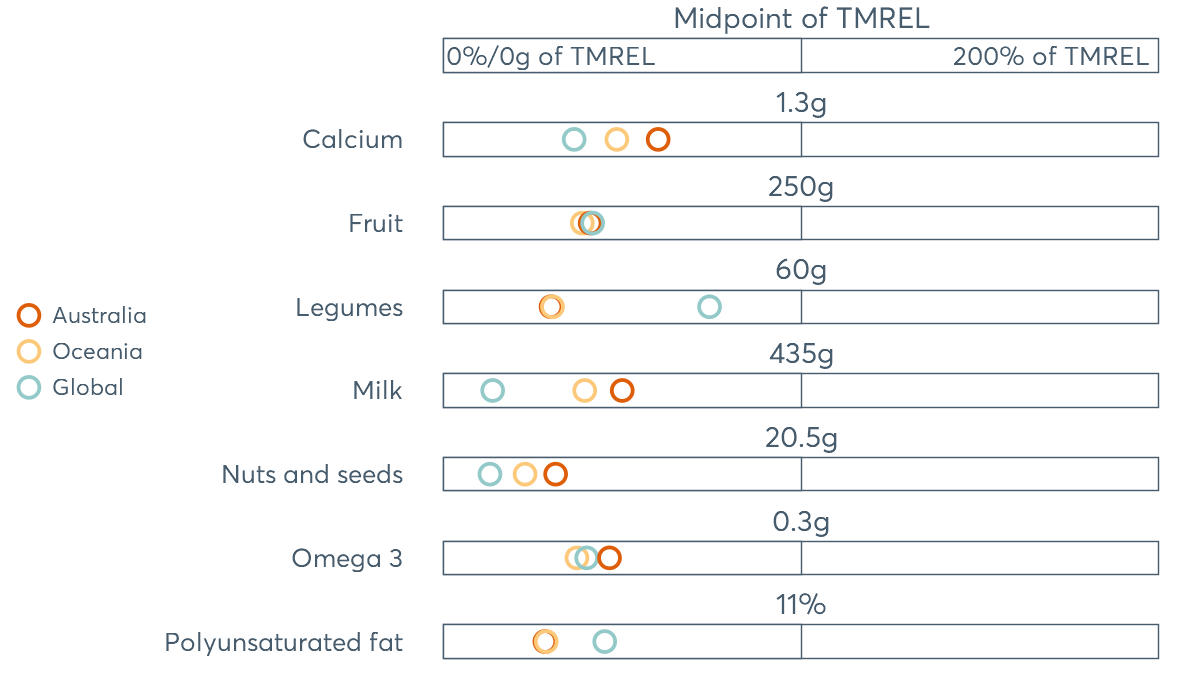 Midpoint of TMREL
0%/0g of TMREL
200% of TMREL
1.3g
Calcium
250g
Fruit
60g
Legumes
435g
Milk
20.5g
Nuts and seeds
0.3g
Omega 3
11%
Polyunsaturated fat
Australia
Oceania
Global